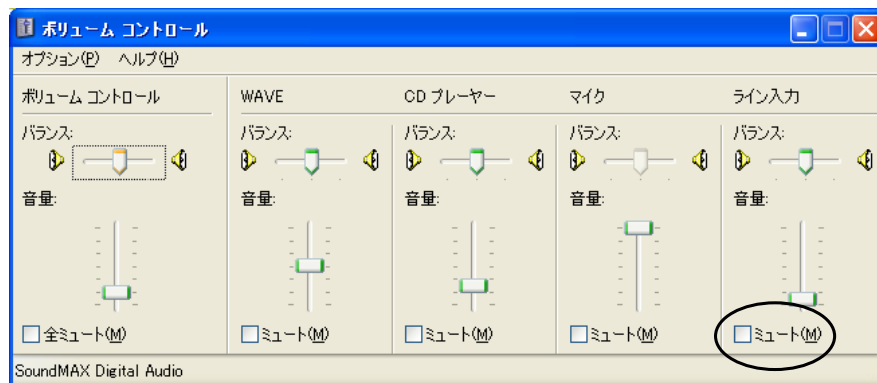 ボリューム コントロール
オプション(P) ヘルプ(H)
ボリューム コントロール WAVE CD プレーヤー マイク ライン入力
バランス: バランス: バランス: バランス: バランス:
音量: 音量: 音量: 音量: 音量:
全ミュート(M) ミュート(M) ミュート(M) ミュート(M) ミュート(M)
SoundMAX Digital Audio